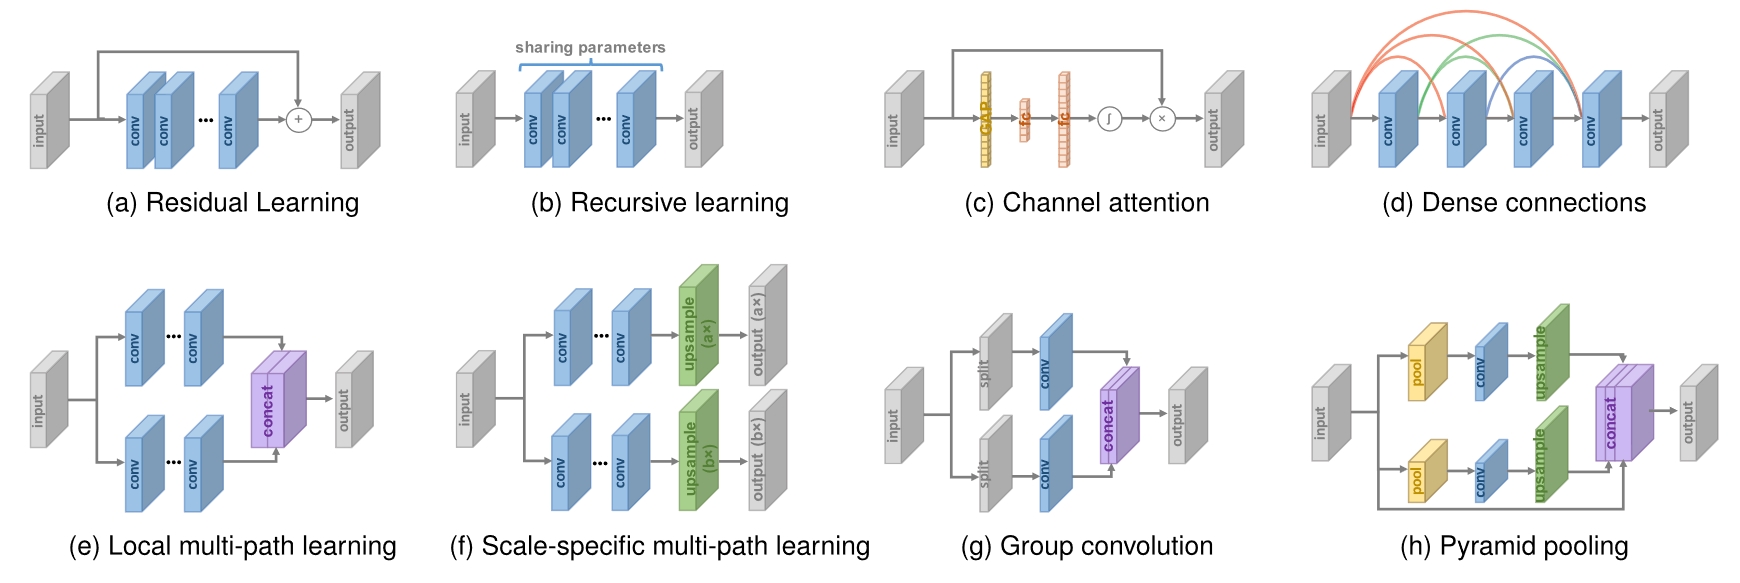 input
conv
conv
...
conv
+
output
(a) Residual Learning
sharing parameters
input
conv
conv
...
conv
output
(b) Recursive learning
input
GAP
fc
fc
∫
×
output
(c) Channel attention
input
conv
conv
conv
conv
output
(d) Dense connections
input
conv
...
conv
conv
...
conv
concat
output
(e) Local multi-path learning
input
conv
...
conv
upsample
(a×)
output (a×)
conv
...
conv
upsample
(b×)
output (b×)
(f) Scale-specific multi-path learning
input
split
conv
split
conv
concat
output
(g) Group convolution
input
pool
conv
upsample
pool
conv
upsample
concat
output
(h) Pyramid pooling